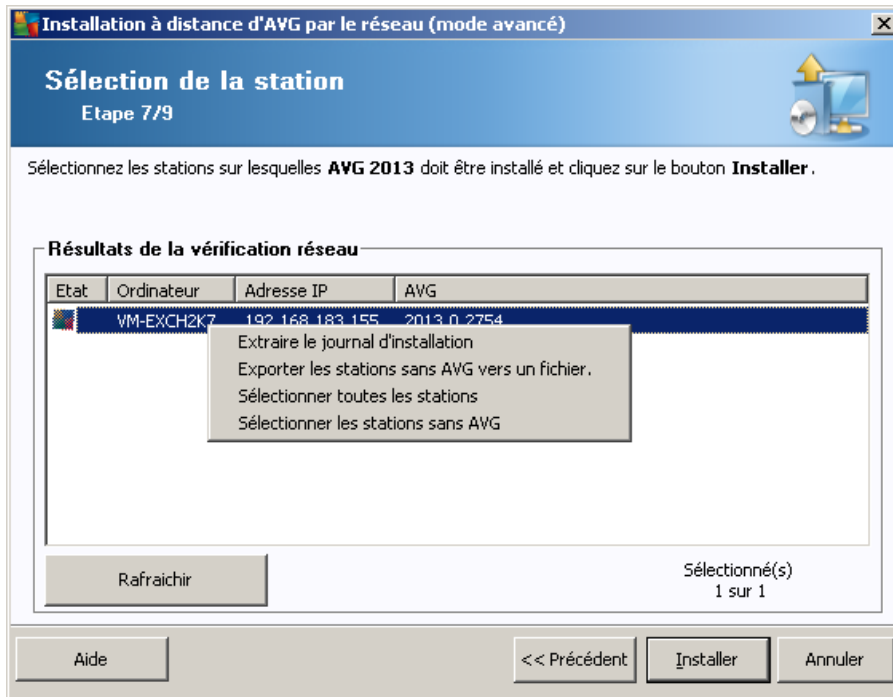 Installation à distance d'AVG par le réseau (mode avancé)
Sélection de la station
Etape 7/9
Sélectionnez les stations sur lesquelles AVG 2013 doit être installé et cliquez sur le bouton Installer.
Résultats de la vérification réseau
Etat Ordinateur Adresse IP AVG
VM-EXCH2K7 192.168.183.155 2013.0.2754
Extraire le journal d'installation
Exporter les stations sans AVG vers un fichier.
Sélectionner toutes les stations
Sélectionner les stations sans AVG
Rafraichir
Sélectionné(s)
1 sur 1
Aide
<< Précédent
Installer
Annuler